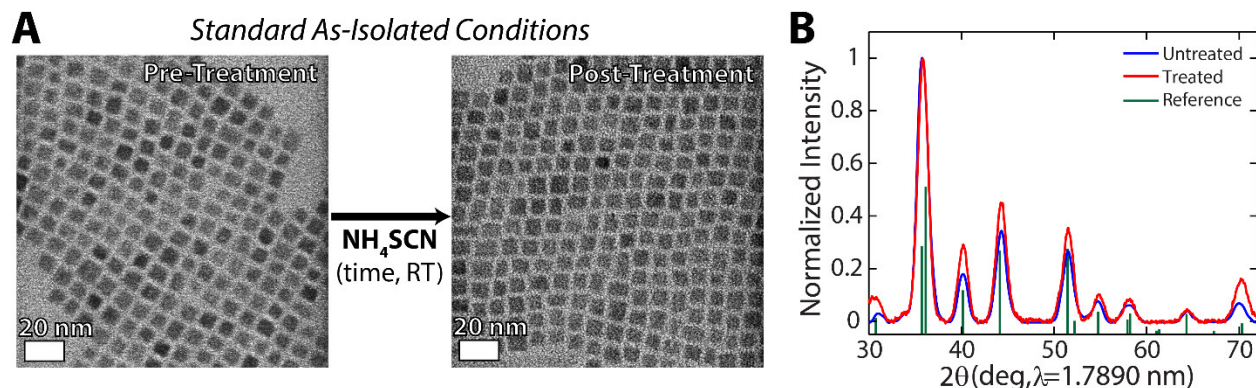 A
Standard As-Isolated Conditions
Pre-Treatment
20 nm
NH₄SCN
(time, RT)
Post-Treatment
20 nm
B
Untreated
Treated
Reference
Normalized Intensity
1
0.8
0.6
0.4
0.2
0
30 40 50 60 70
2θ(deg,λ=1.7890 nm)